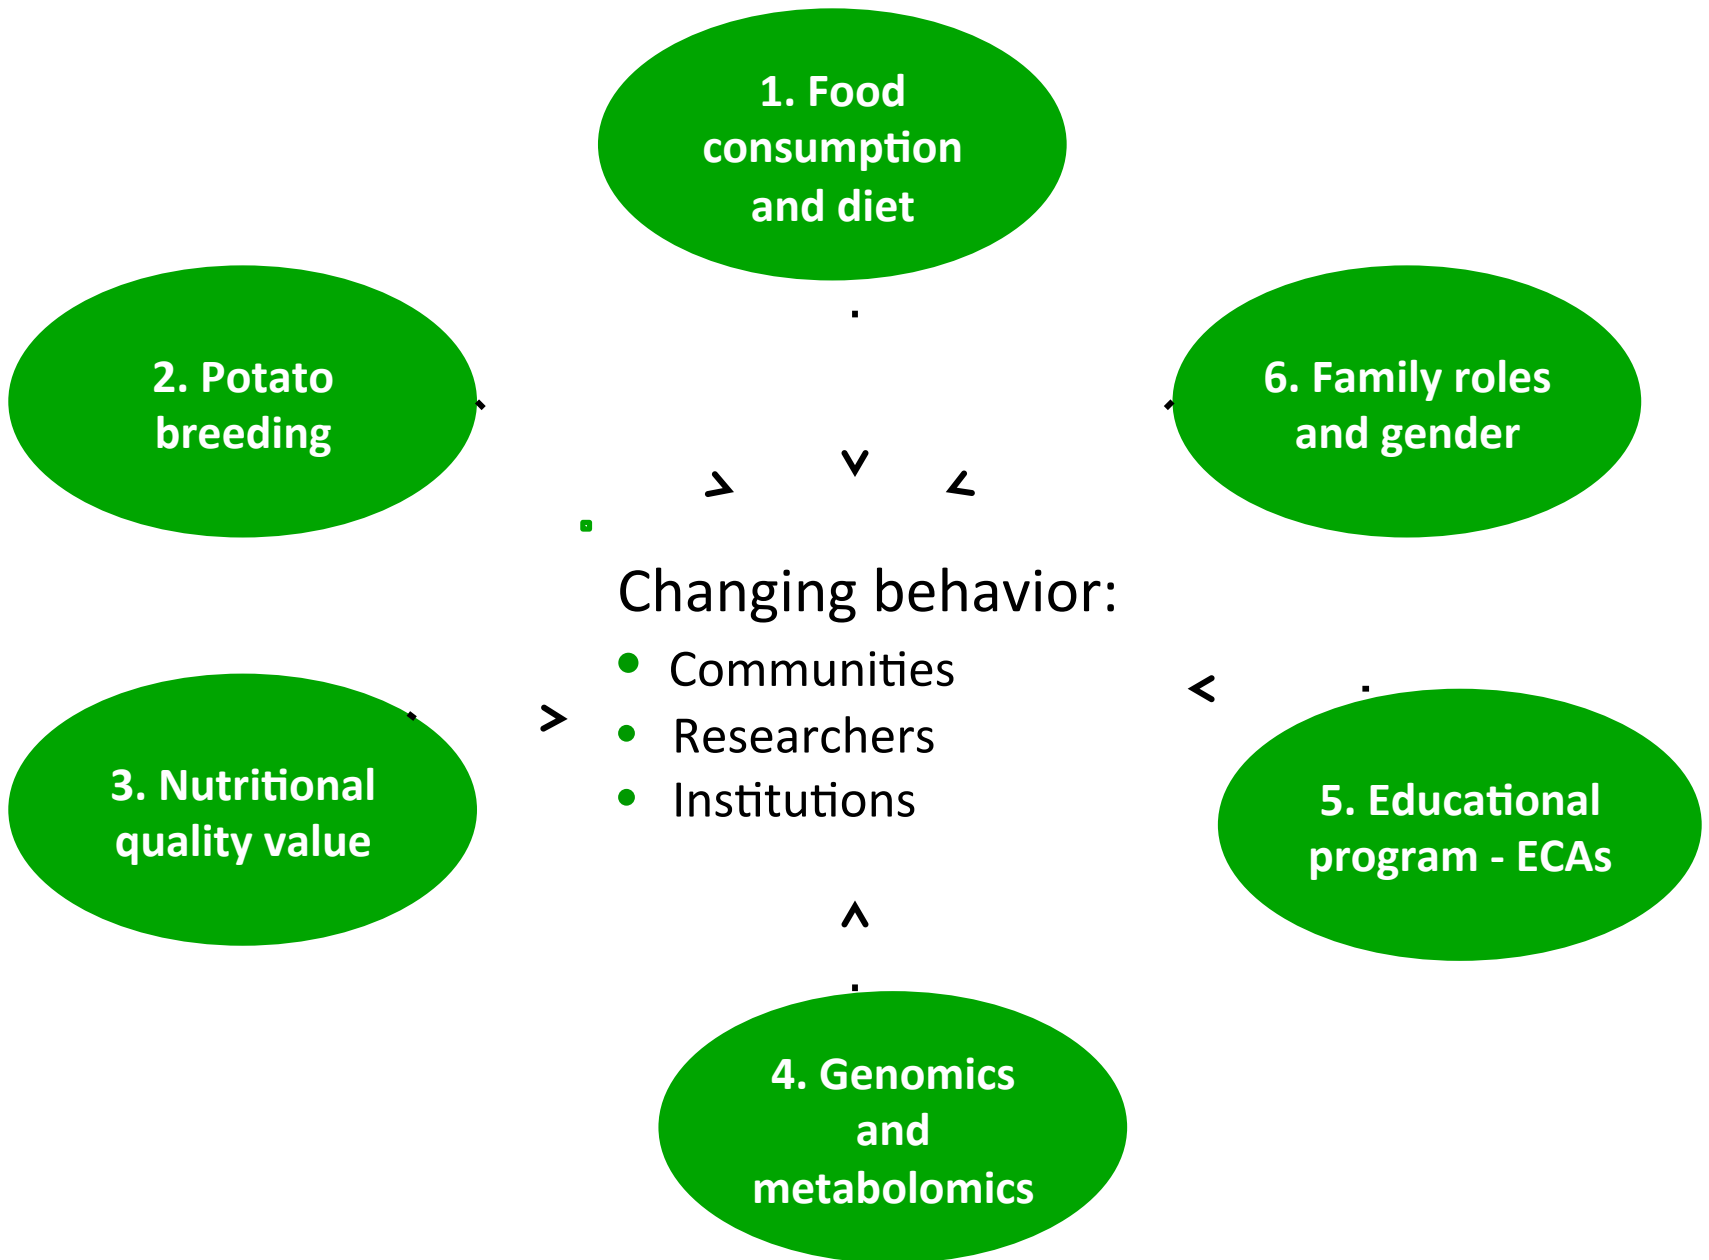 1. Food
consumption
and diet
2. Potato
breeding
6. Family roles
and gender
Changing behavior:
• Communities
• Researchers
• Institutions
3. Nutritional
quality value
5. Educational
program - ECAs
4. Genomics
and
metabolomics